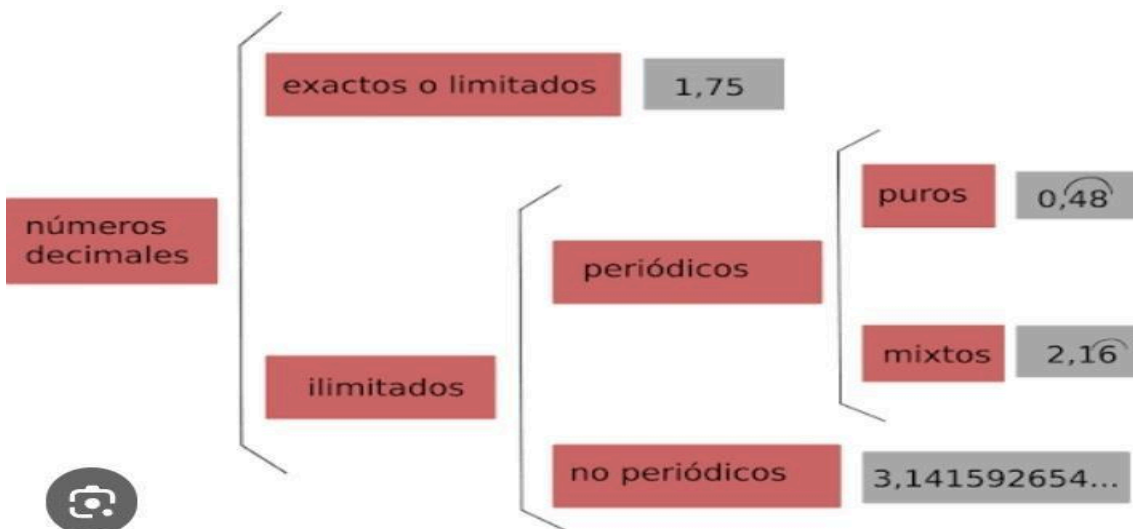 exactos o limitados 1,75
puros 0,48
números
decimales
periódicos
mixtos 2,16
ilimitados
no periódicos 3,141592654...